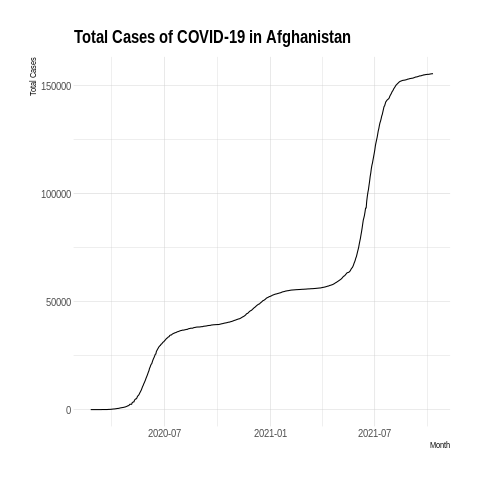 Total Cases of COVID-19 in Afghanistan
Total Cases
150000
100000
50000
0
2020-07
2021-01
2021-07
Month